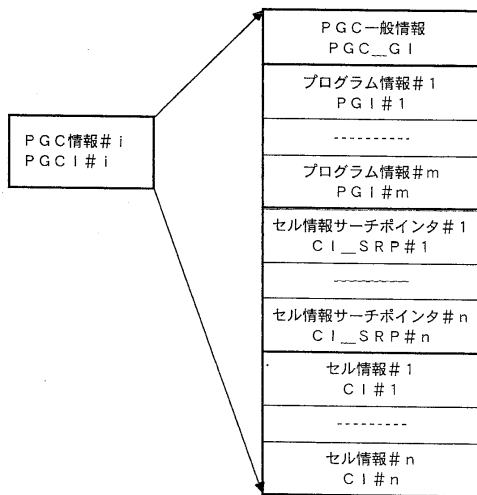 PGC情報#i
PGCI#i
PGC一般情報
PGC_GI
プログラム情報#1
PGI#1
----------
プログラム情報#m
PGI#m
セル情報サーチポインタ#1
CI_SRP#1
----------
セル情報サーチポインタ#n
CI_SRP#n
セル情報#1
CI#1
----------
セル情報#n
CI#n